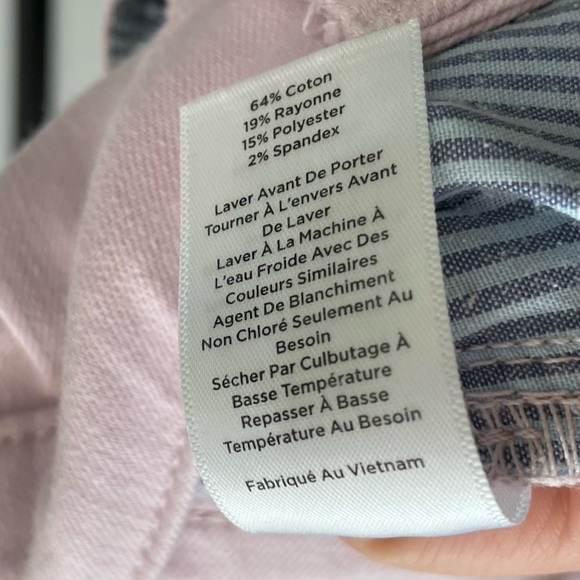 64% Coton
19% Rayonne
15% Polyester
2% Spandex
Laver Avant De Porter
Tourner À L'envers Avant
De Laver
Laver À La Machine À
L'eau Froide Avec Des
Couleurs Similaires
Agent De Blanchiment
Non Chloré Seulement Au
Besoin
Sécher Par Culbutage À
Basse Température
Repasser À Basse
Température Au Besoin
Fabriqué Au Vietnam